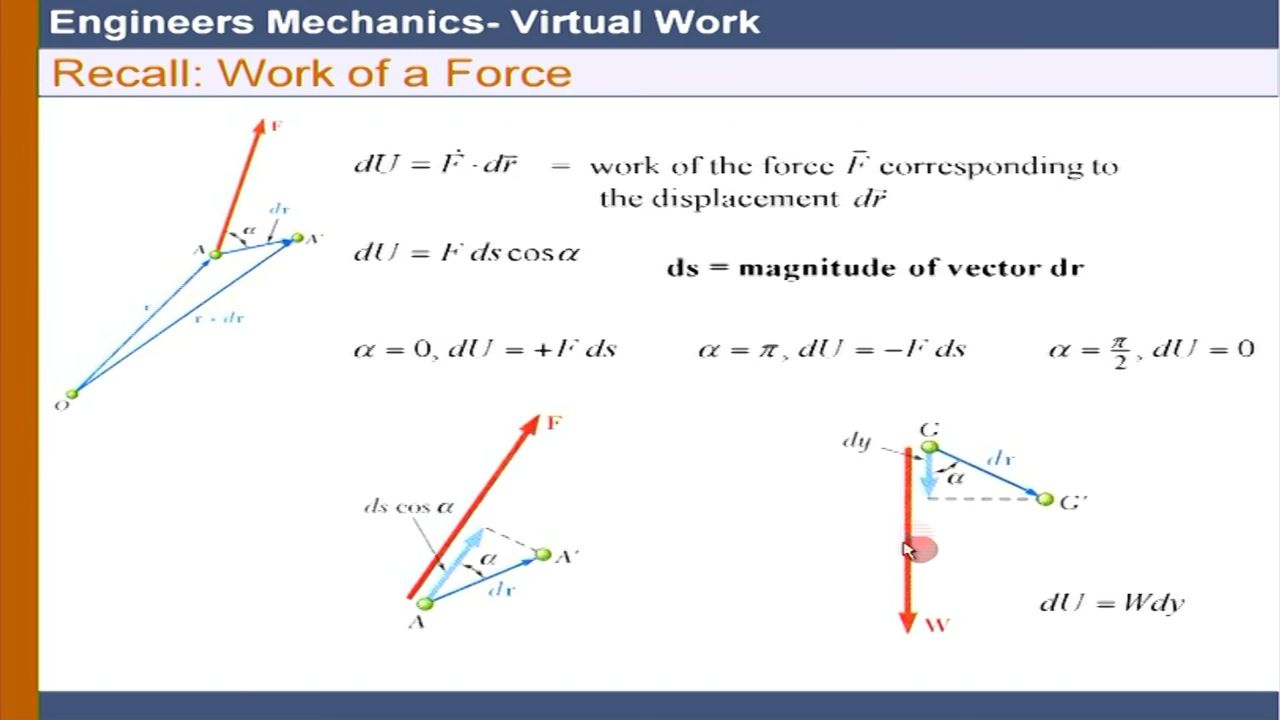 Engineers Mechanics- Virtual Work
Recall: Work of a Force
F
dU = F̄ · dr̄ = work of the force F̄ corresponding to
the displacement dr̄
dr
α
A
A'
dU = F ds cos α
ds = magnitude of vector dr
r
r + dr
α = 0, dU = +F ds
α = π, dU = −F ds
α = π/2, dU = 0
O
F
G
dy
dr
α
G'
ds cos α
α
A'
dr
A
dU = Wdy
W